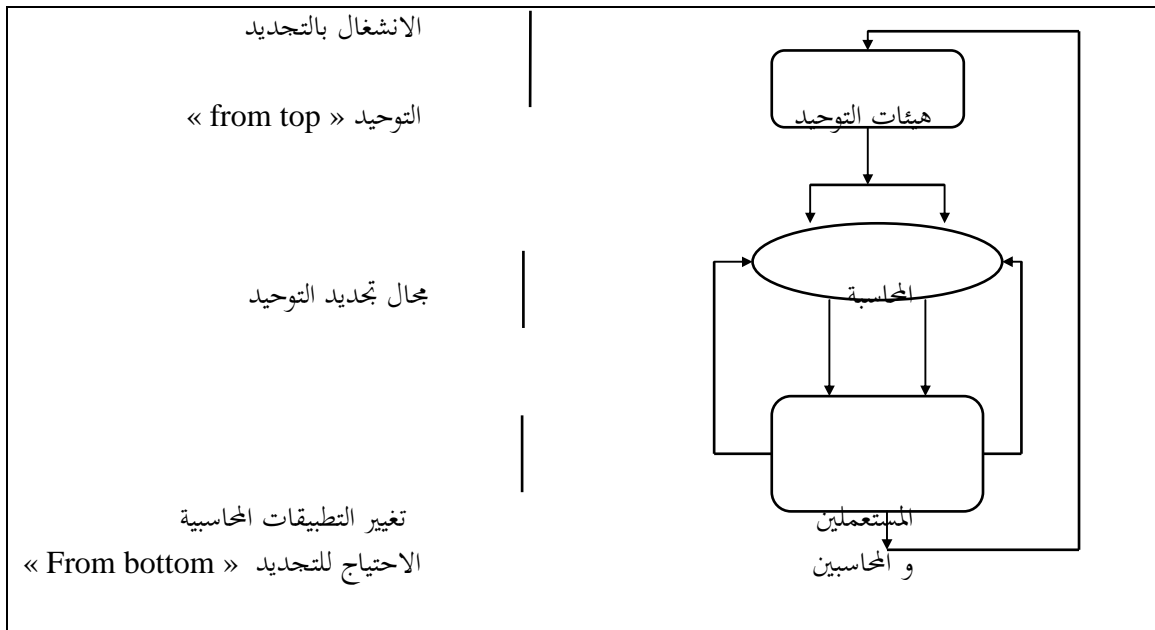 الانشغال بالتجديد
التوحيد « from top »
هيئات التوحيد
المحاسبة
مجال تجديد التوحيد
المستعملين
تغيير التطبيقات المحاسبية
و المحاسبين
الاحتياج للتجديد « From bottom »